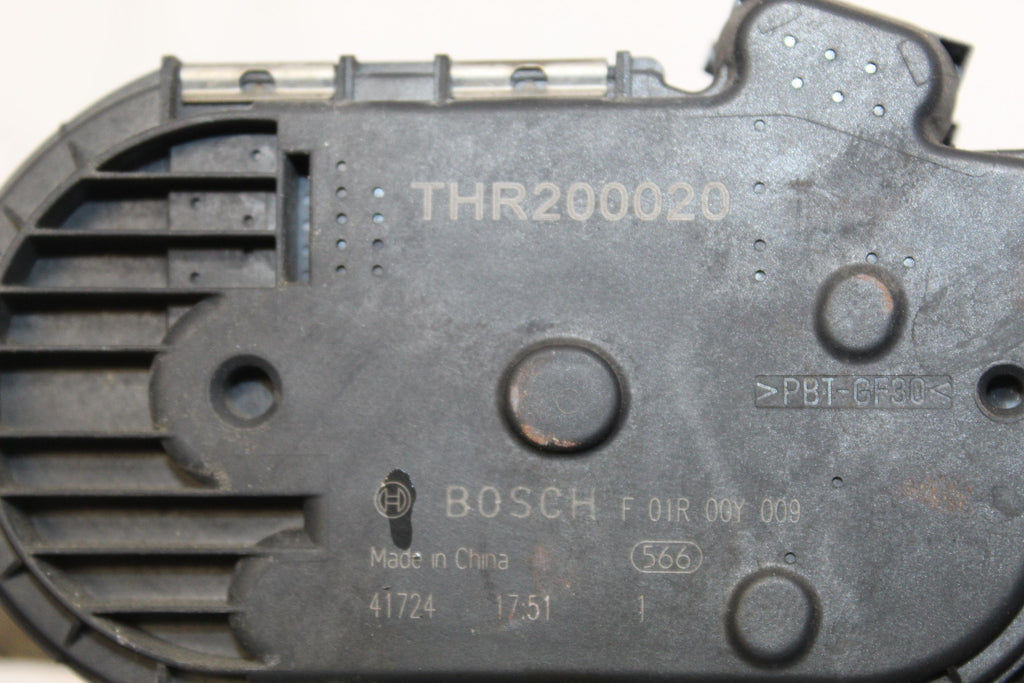 THR200020
>PBT-GF30<
BOSCH F 01R 00Y 009
Made in China 566
41724 17:51 1